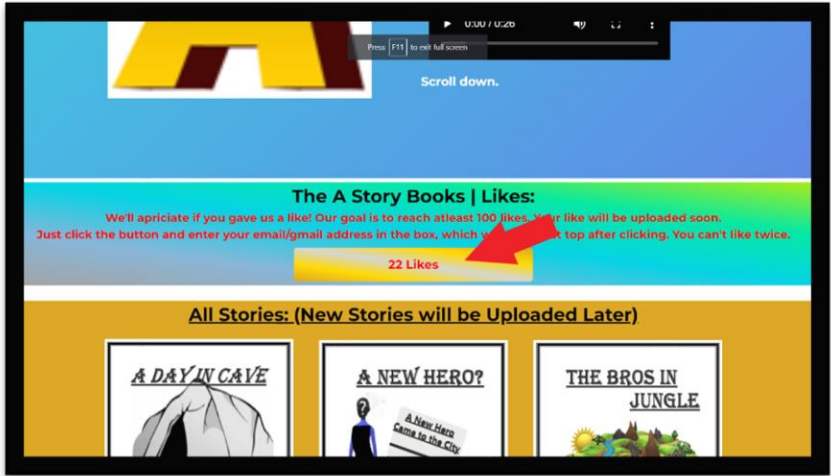 0:00 / 0:26
Press F11 to exit full screen
Scroll down.
The A Story Books | Likes:
We'll apriciate if you gave us a like! Our goal is to reach atleast 100 likes. like will be uploaded soon.
Just click the button and enter your email/gmail address in the box, which top after clicking. You can't like twice.
22 Likes
All Stories: (New Stories will be Uploaded Later)
A DAY IN CAVE
A NEW HERO?
A New Hero
Came to the City
THE BROS IN
JUNGLE